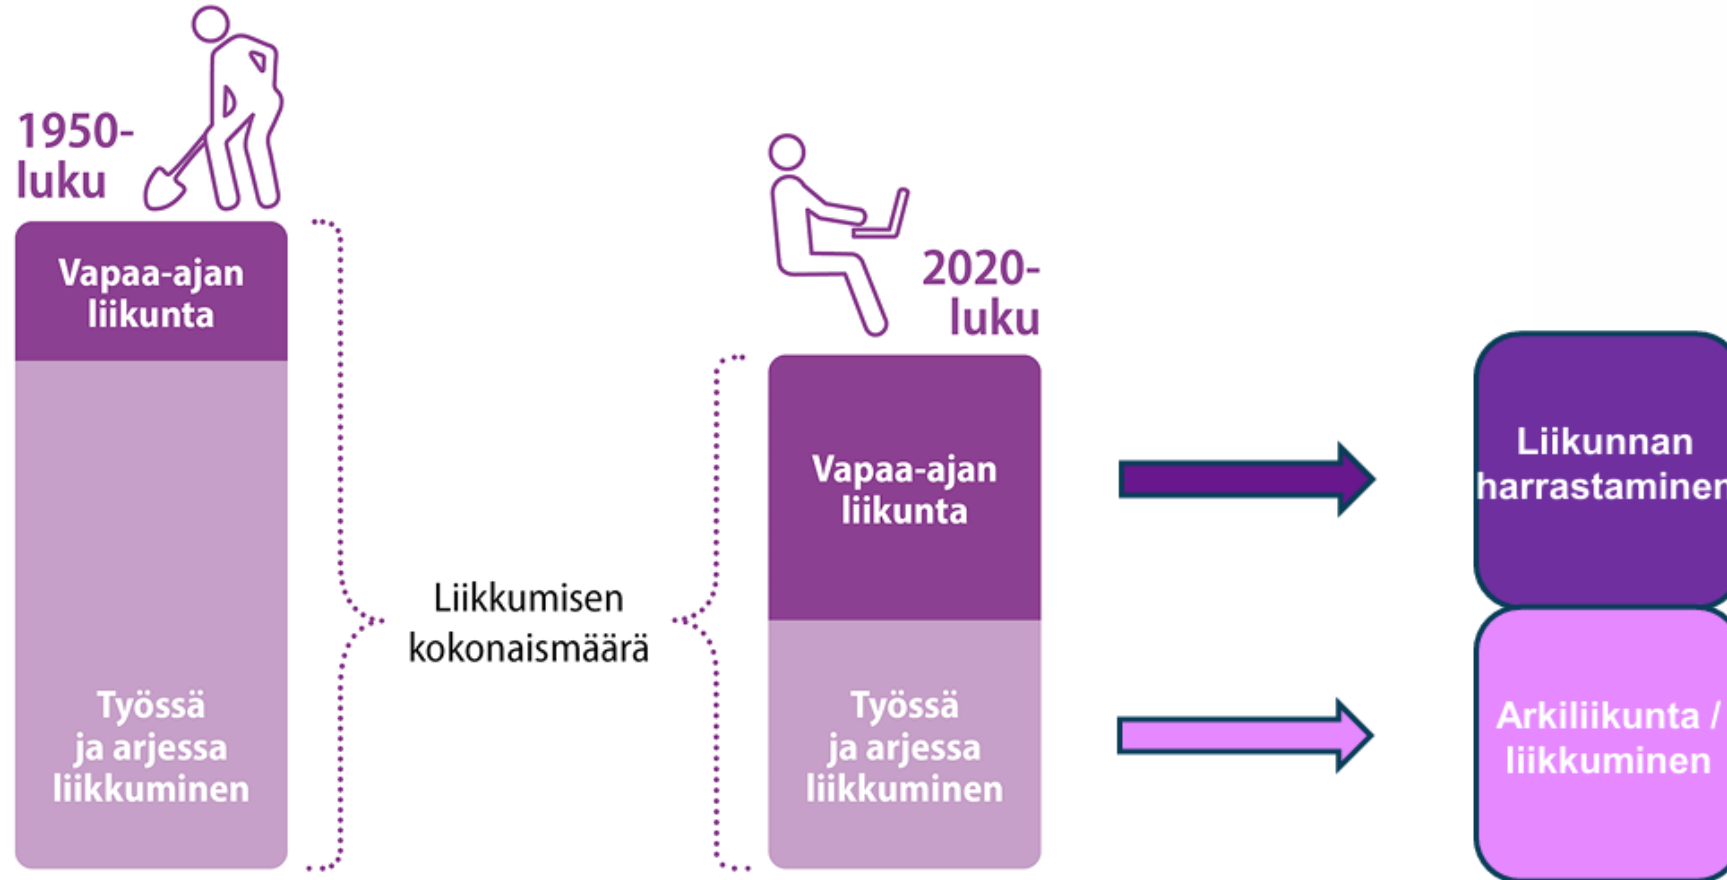 1950-
luku
Vapaa-ajan
liikunta
Työssä
ja arjessa
liikkuminen
Liikkumisen
kokonaismäärä
2020-
luku
Vapaa-ajan
liikunta
Työssä
ja arjessa
liikkuminen
Liikunnan
harrastaminen
Arkiliikunta /
liikkuminen